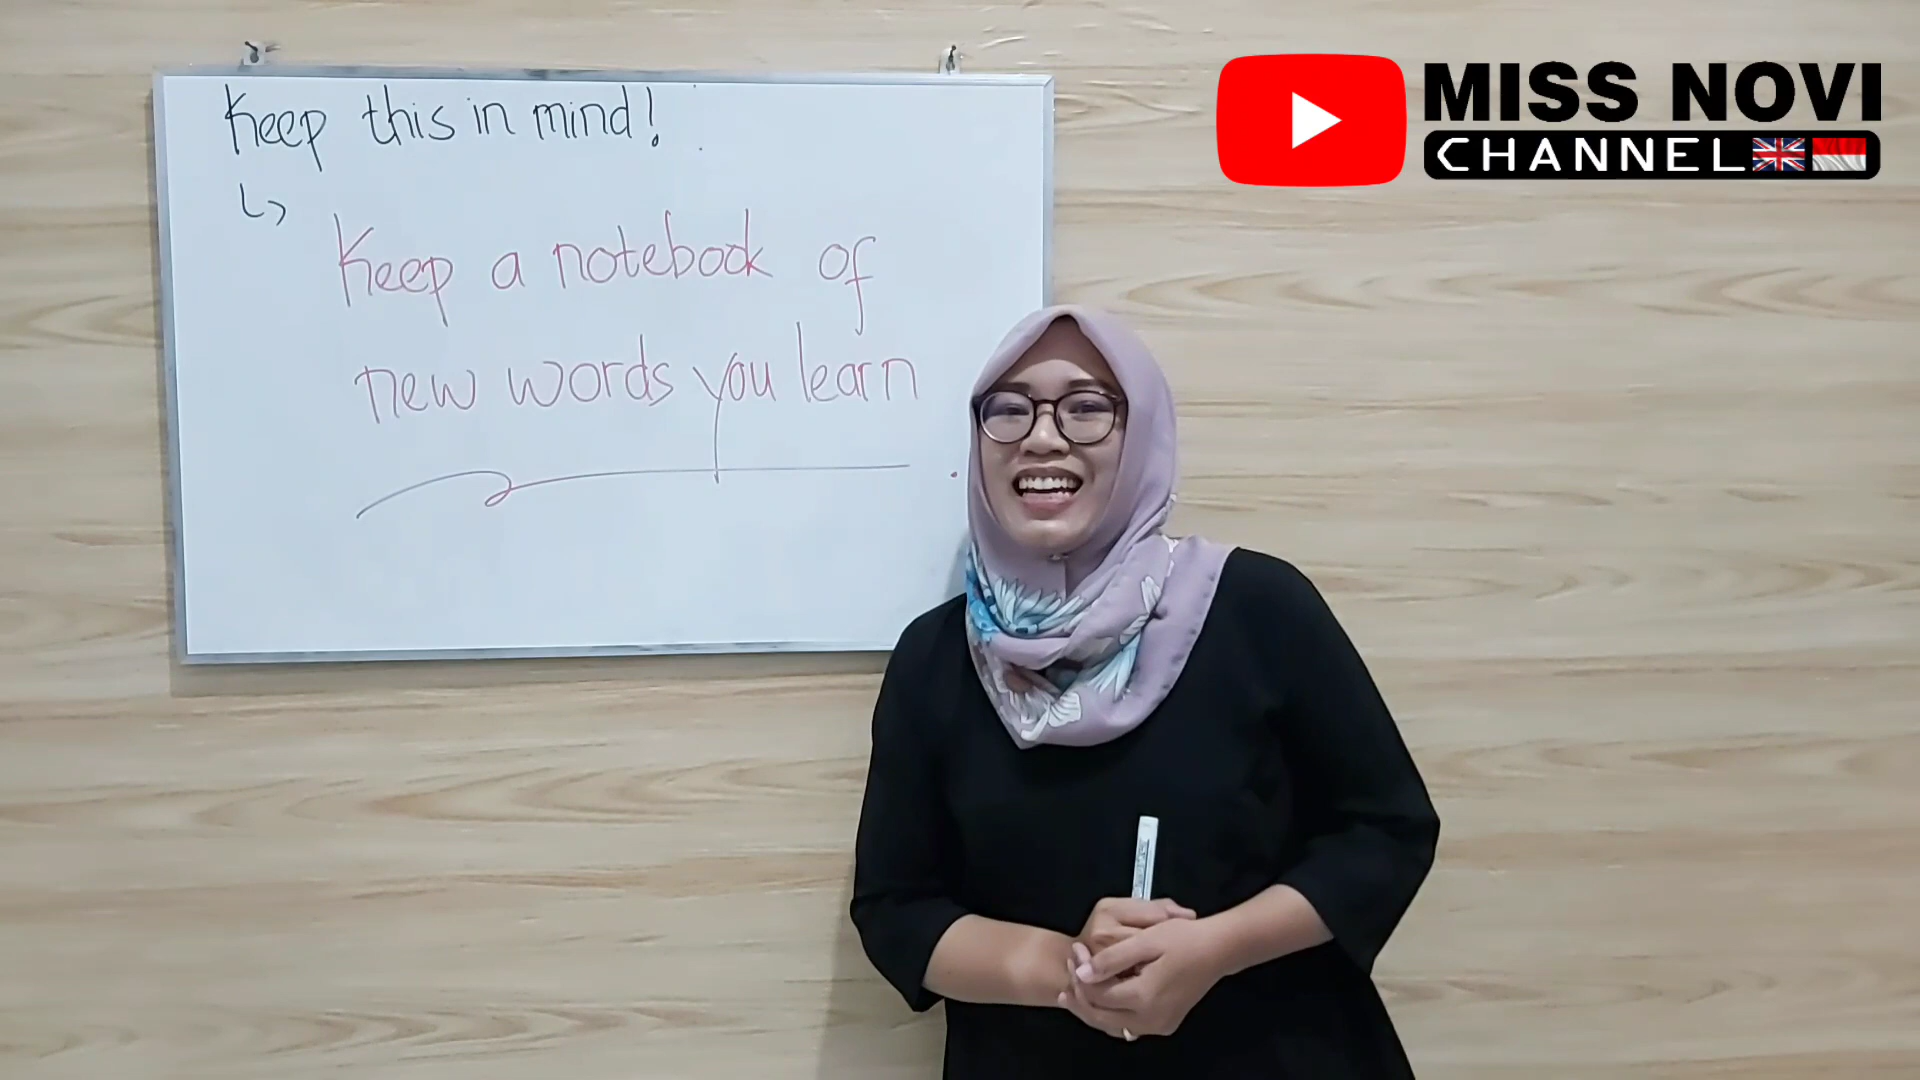 Keep this in mind!
Keep a notebook of
new words you learn
MISS NOVI
CHANNEL